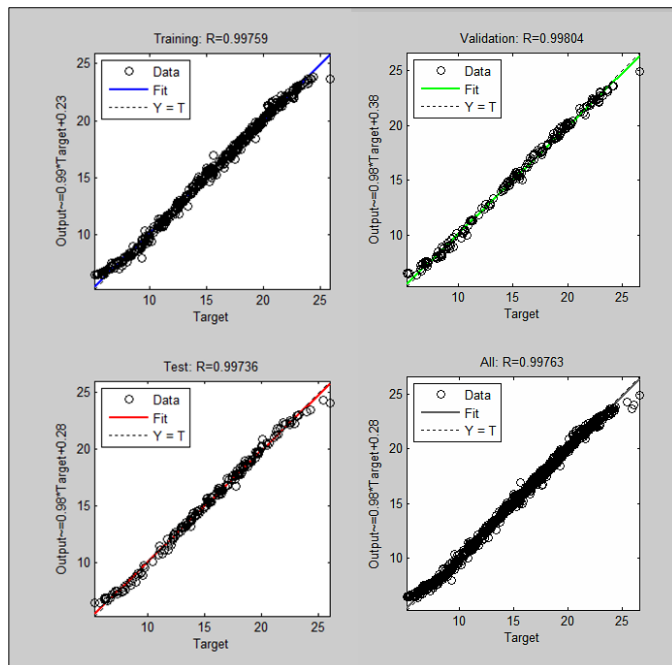 Training: R=0.99759
Output~=0.99*Target+0.23
25
20
15
10
Data
Fit
Y = T
10 15 20 25
Target
Validation: R=0.99804
Output~=0.98*Target+0.38
25
20
15
10
Data
Fit
Y = T
10 15 20 25
Target
Test: R=0.99736
Output~=0.98*Target+0.28
25
20
15
10
Data
Fit
Y = T
10 15 20 25
Target
All: R=0.99763
Output~=0.98*Target+0.28
25
20
15
10
Data
Fit
Y = T
10 15 20 25
Target